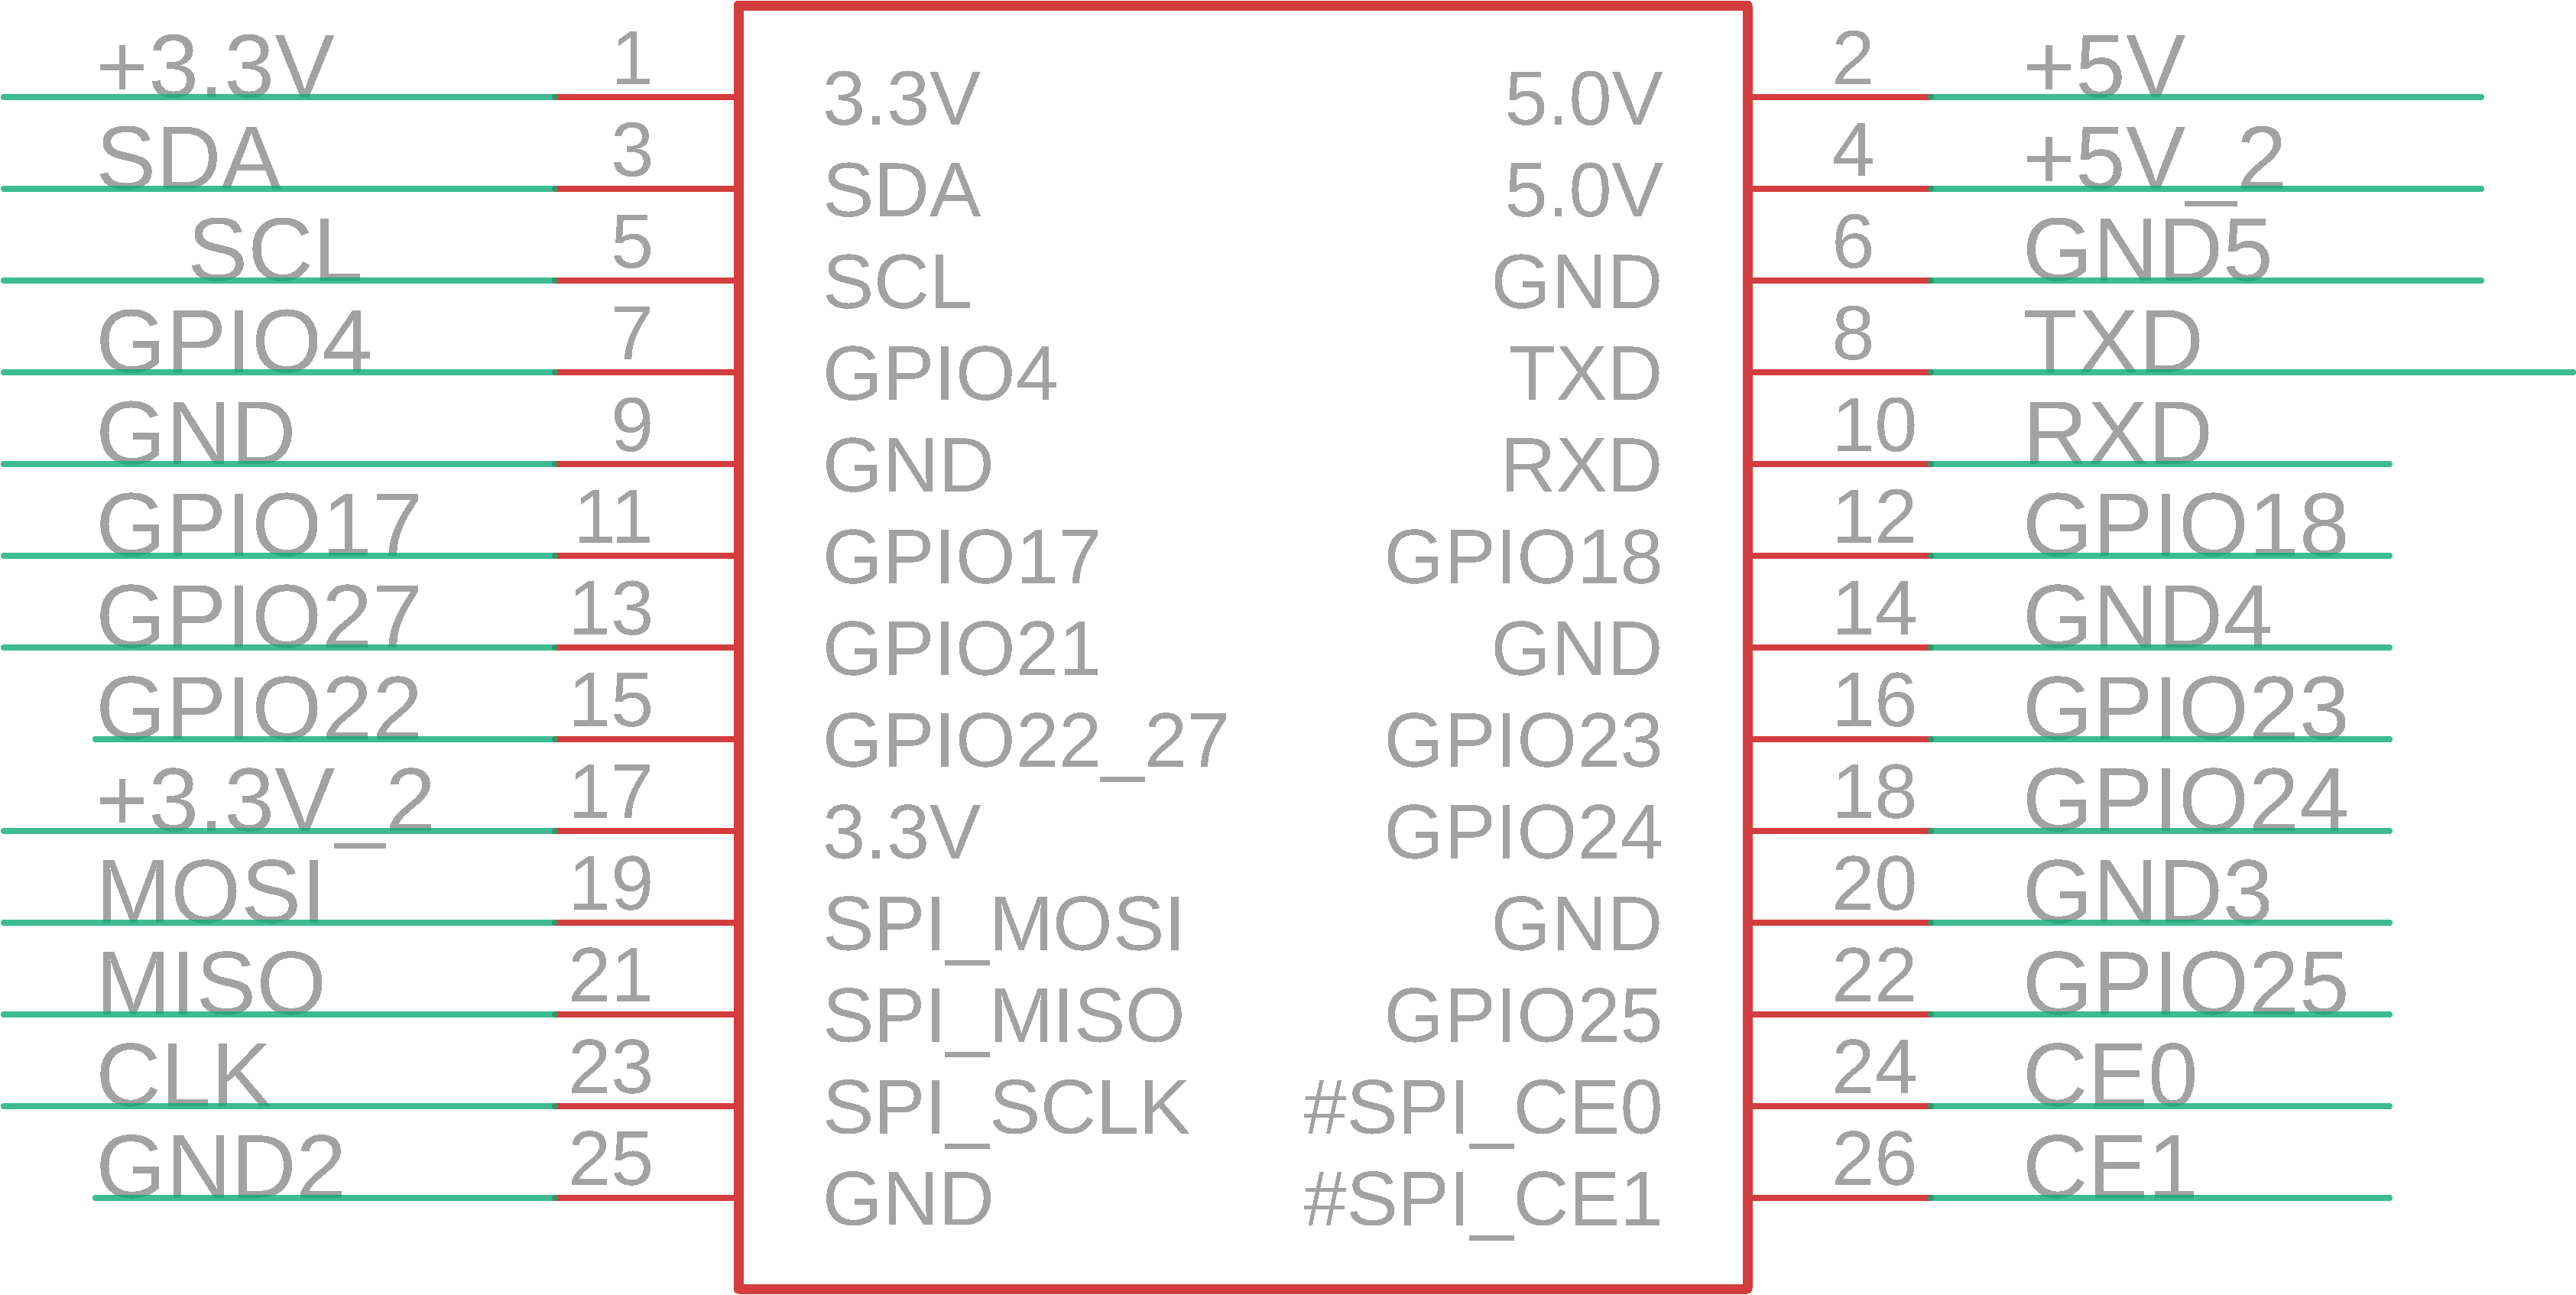 +3.3V 1 3.3V 5.0V 2 +5V
SDA 3 SDA 5.0V 4 +5V_2
SCL 5 SCL GND 6 GND5
GPIO4 7 GPIO4 TXD 8 TXD
GND 9 GND RXD 10 RXD
GPIO17 11 GPIO17 GPIO18 12 GPIO18
GPIO27 13 GPIO21 GND 14 GND4
GPIO22 15 GPIO22_27 GPIO23 16 GPIO23
+3.3V_2 17 3.3V GPIO24 18 GPIO24
MOSI 19 SPI_MOSI GND 20 GND3
MISO 21 SPI_MISO GPIO25 22 GPIO25
CLK 23 SPI_SCLK #SPI_CE0 24 CE0
GND2 25 GND #SPI_CE1 26 CE1